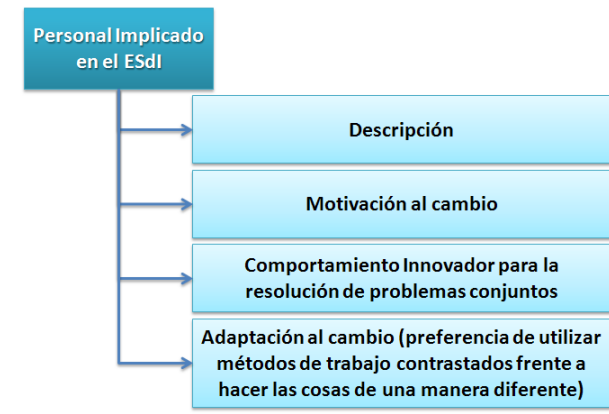 Personal Implicado
en el ESdI
Descripción
Motivación al cambio
Comportamiento Innovador para la
resolución de problemas conjuntos
Adaptación al cambio (preferencia de utilizar
métodos de trabajo contrastados frente a
hacer las cosas de una manera diferente)